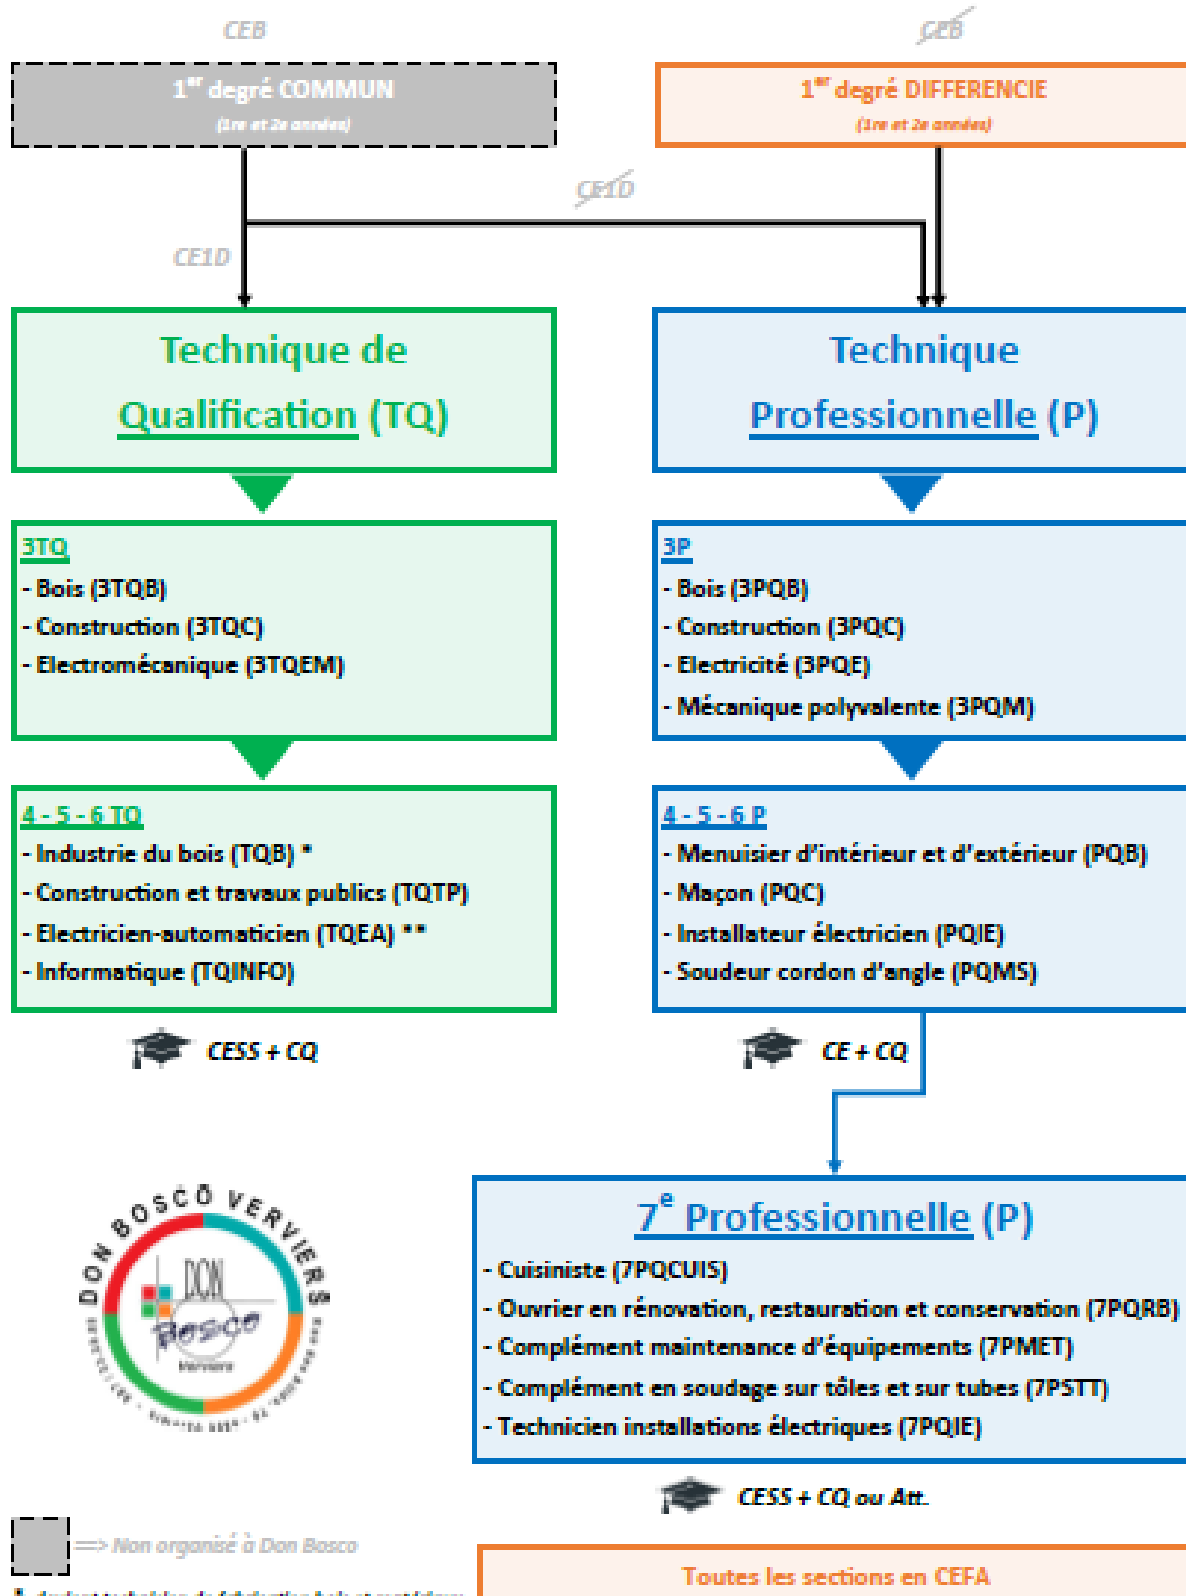 CEB
CEB
1er degré COMMUN
(1re et 2e années)
1er degré DIFFERENCIE
(1re et 2e années)
CE1D
CE1D
Technique de
Qualification (TQ)
Technique
Professionnelle (P)
3TQ
- Bois (3TQB)
- Construction (3TQC)
- Electromécanique (3TQEM)
3P
- Bois (3PQB)
- Construction (3PQC)
- Electricité (3PQE)
- Mécanique polyvalente (3PQM)
4 - 5 - 6 TQ
- Industrie du bois (TQB) *
- Construction et travaux publics (TQTP)
- Electricien-automaticien (TQEA) **
- Informatique (TQINFO)
4 - 5 - 6 P
- Menuisier d'intérieur et d'extérieur (PQB)
- Maçon (PQC)
- Installateur électricien (PQIE)
- Soudeur cordon d'angle (PQMS)
CESS + CQ
CE + CQ
DON BOSCO VERVIERS
DON
BOSCO
Verviers
7e Professionnelle (P)
- Cuisiniste (7PQCUIS)
- Ouvrier en rénovation, restauration et conservation (7PQRB)
- Complément maintenance d'équipements (7PMET)
- Complément en soudage sur tôles et sur tubes (7PSTT)
- Technicien installations électriques (7PQIE)
CESS + CQ ou Att.
=> Non organisé à Don Bosco
Toutes les sections en CEFA